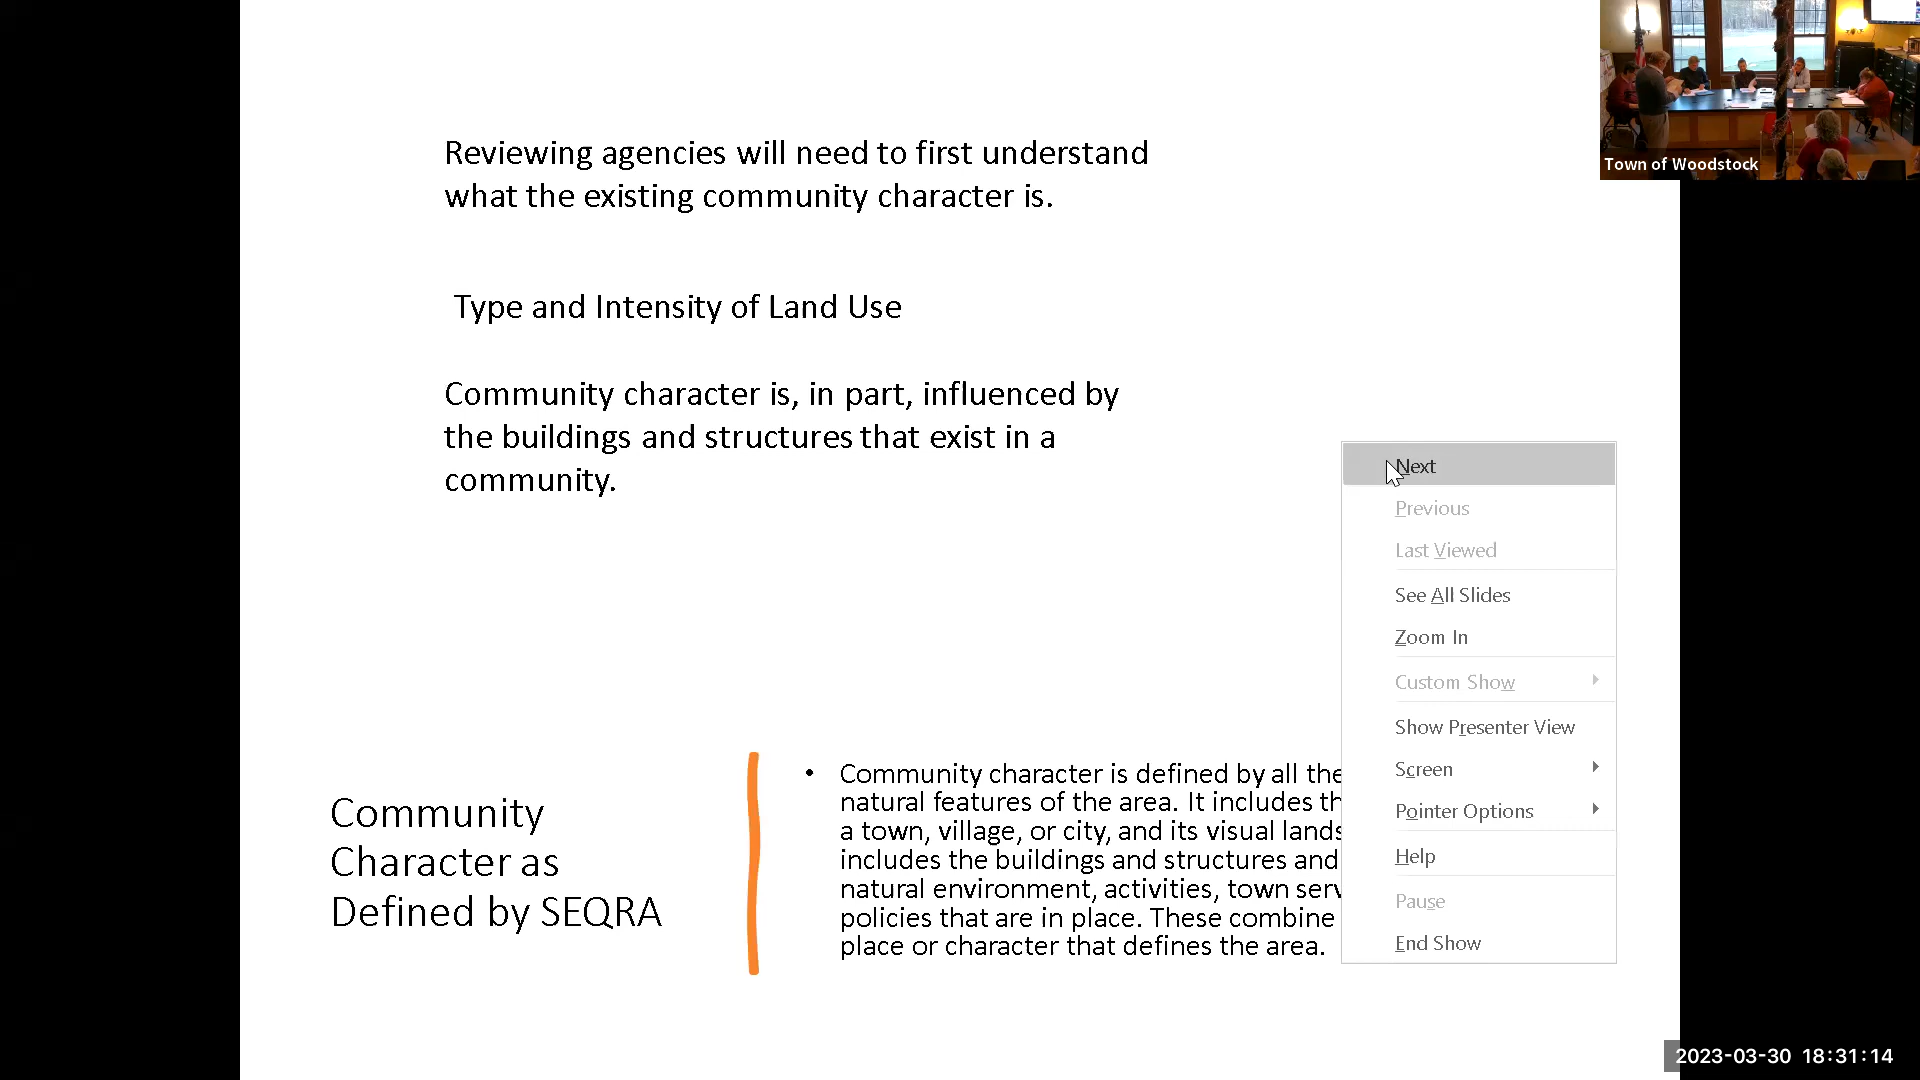 Reviewing agencies will need to first understand
what the existing community character is.
Type and Intensity of Land Use
Community character is, in part, influenced by
the buildings and structures that exist in a
community.
Community
Character as
Defined by SEQRA
• Community character is defined by all the
natural features of the area. It includes th
a town, village, or city, and its visual lands
includes the buildings and structures and
natural environment, activities, town serv
policies that are in place. These combine
place or character that defines the area.
Next
Previous
Last Viewed
See All Slides
Zoom In
Custom Show
Show Presenter View
Screen
Pointer Options
Help
Pause
End Show
Town of Woodstock
2023-03-30 18:31:14